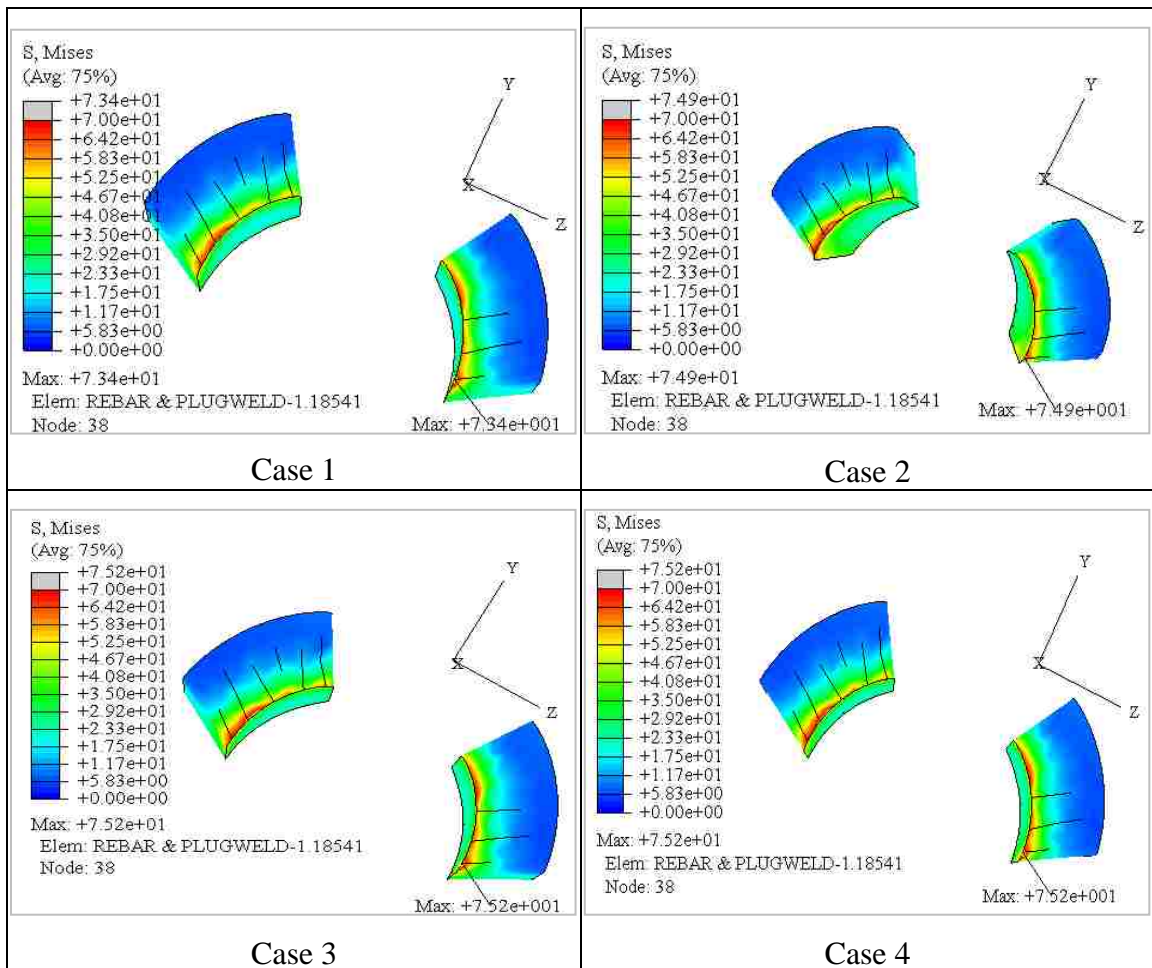 S, Mises
(Avg: 75%)
+7.34e+01
+7.00e+01
+6.42e+01
+5.83e+01
+5.25e+01
+4.67e+01
+4.08e+01
+3.50e+01
+2.92e+01
+2.33e+01
+1.75e+01
+1.17e+01
+5.83e+00
+0.00e+00
Max: +7.34e+01
Elem: REBAR & PLUGWELD-1.18541
Node: 38
Y
X
Z
Max: +7.34e+001
Case 1
S, Mises
(Avg: 75%)
+7.49e+01
+7.00e+01
+6.42e+01
+5.83e+01
+5.25e+01
+4.67e+01
+4.08e+01
+3.50e+01
+2.92e+01
+2.33e+01
+1.75e+01
+1.17e+01
+5.83e+00
+0.00e+00
Max: +7.49e+01
Elem: REBAR & PLUGWELD-1.18541
Node: 38
Y
X
Z
Max: +7.49e+001
Case 2
S, Mises
(Avg: 75%)
+7.52e+01
+7.00e+01
+6.42e+01
+5.83e+01
+5.25e+01
+4.67e+01
+4.08e+01
+3.50e+01
+2.92e+01
+2.33e+01
+1.75e+01
+1.17e+01
+5.83e+00
+0.00e+00
Max: +7.52e+01
Elem: REBAR & PLUGWELD-1.18541
Node: 38
Y
X
Z
Max: +7.52e+001
Case 3
S, Mises
(Avg: 75%)
+7.52e+01
+7.00e+01
+6.42e+01
+5.83e+01
+5.25e+01
+4.67e+01
+4.08e+01
+3.50e+01
+2.92e+01
+2.33e+01
+1.75e+01
+1.17e+01
+5.83e+00
+0.00e+00
Max: +7.52e+01
Elem: REBAR & PLUGWELD-1.18541
Node: 38
Y
X
Z
Max: +7.52e+001
Case 4